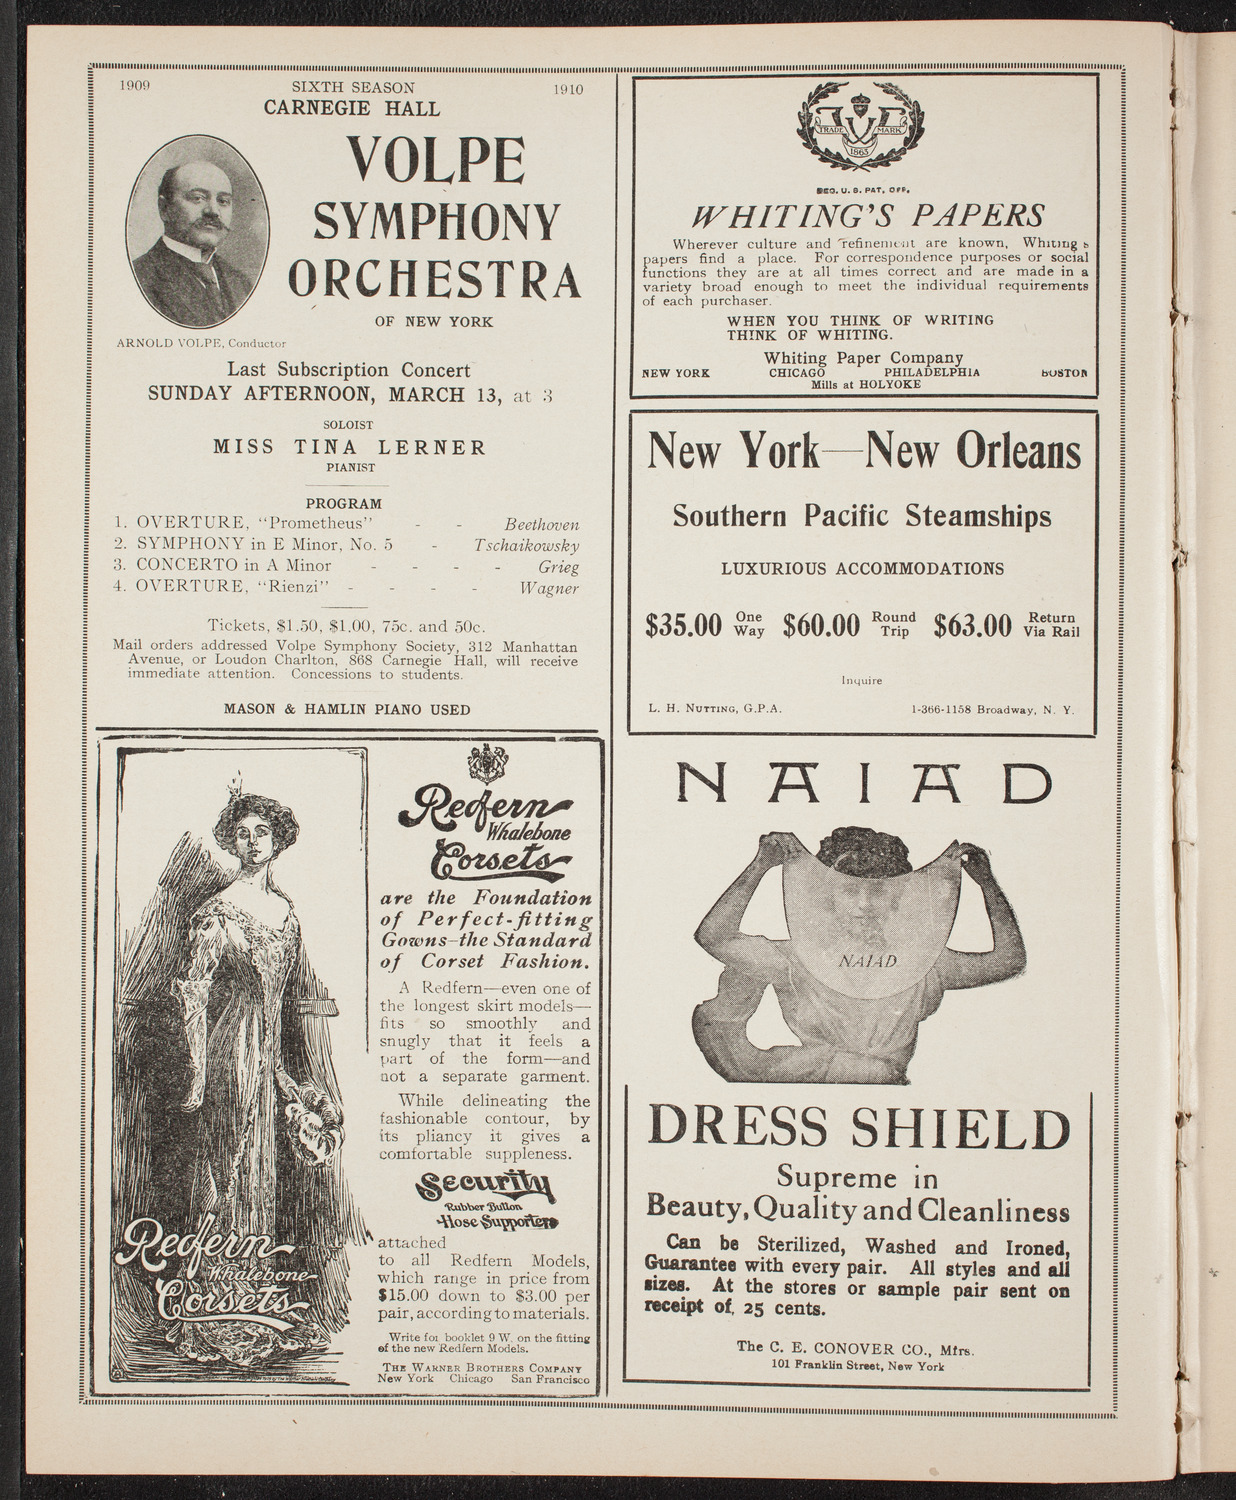 1909
SIXTH SEASON
1910
CARNEGIE HALL
VOLPE
SYMPHONY
ORCHESTRA
OF NEW YORK
ARNOLD VOLPE, Conductor
Last Subscription Concert
SUNDAY AFTERNOON, MARCH 13, at 3
SOLOIST
MISS TINA LERNER
PIANIST
PROGRAM
1. OVERTURE, "Prometheus" - - Beethoven
2. SYMPHONY in E Minor, No. 5 - Tschaikowsky
3. CONCERTO in A Minor - - - - Grieg
4. OVERTURE, "Rienzi" - - - - Wagner
Tickets, $1.50, $1.00, 75c. and 50c.
Mail orders addressed Volpe Symphony Society, 312 Manhattan
Avenue, or Loudon Charlton, 868 Carnegie Hall, will receive
immediate attention. Concessions to students.
MASON & HAMLIN PIANO USED
Redfern
Whalebone
Corsets
are the Foundation
of Perfect-fitting
Gowns—the Standard
of Corset Fashion.
A Redfern—even one of
the longest skirt models—
fits so smoothly and
snugly that it feels a
part of the form—and
not a separate garment.
While delineating the
fashionable contour, by
its pliancy it gives a
comfortable suppleness.
Security
Rubber Button
Hose Supporters
attached
to all Redfern Models,
which range in price from
$15.00 down to $3.00 per
pair, according to materials.
Write for booklet 9 W. on the fitting
of the new Redfern Models.
THE WARNER BROTHERS COMPANY
New York Chicago San Francisco
Redfern
Whalebone
Corsets
TRADE MARK
1865
REG. U. S. PAT. OFF.
WHITING'S PAPERS
Wherever culture and refinement are known, Whiting's
papers find a place. For correspondence purposes or social
functions they are at all times correct and are made in a
variety broad enough to meet the individual requirements
of each purchaser.
WHEN YOU THINK OF WRITING
THINK OF WHITING.
Whiting Paper Company
NEW YORK CHICAGO PHILADELPHIA BOSTON
Mills at HOLYOKE
New York—New Orleans
Southern Pacific Steamships
LUXURIOUS ACCOMMODATIONS
$35.00 One Way $60.00 Round Trip $63.00 Return Via Rail
Inquire
L. H. NUTTING, G.P.A. 1-366-1158 Broadway, N. Y.
NAIAD
NAIAD
DRESS SHIELD
Supreme in
Beauty, Quality and Cleanliness
Can be Sterilized, Washed and Ironed,
Guarantee with every pair. All styles and all
sizes. At the stores or sample pair sent on
receipt of, 25 cents.
The C. E. CONOVER CO., Mfrs.
101 Franklin Street, New York